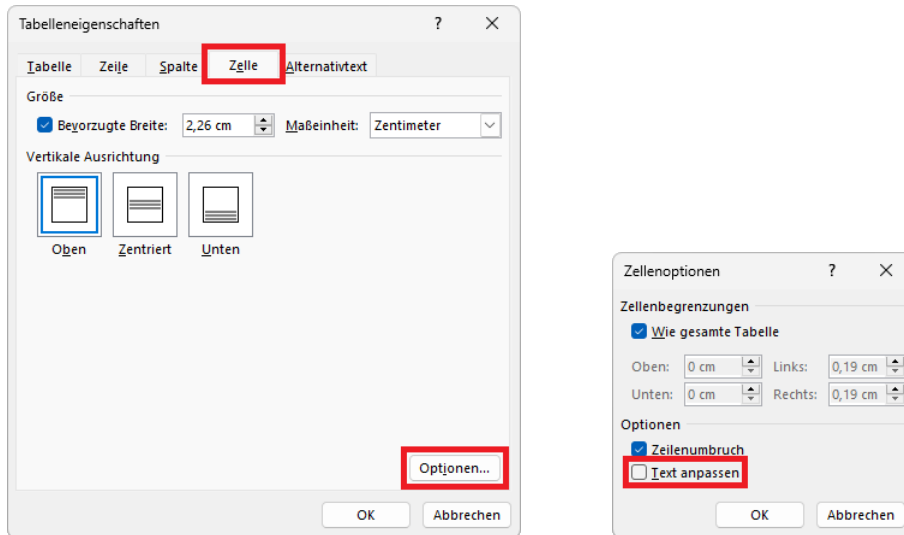 Tabelleneigenschaften ? ×
Tabelle Zeile Spalte Zelle Alternativtext
Größe
Bevorzugte Breite: 2,26 cm Maßeinheit: Zentimeter
Vertikale Ausrichtung
Oben Zentriert Unten
Optionen...
OK Abbrechen
Zellenoptionen ? ×
Zellenbegrenzungen
Wie gesamte Tabelle
Oben: 0 cm Links: 0,19 cm
Unten: 0 cm Rechts: 0,19 cm
Optionen
Zeilenumbruch
Text anpassen
OK Abbrechen